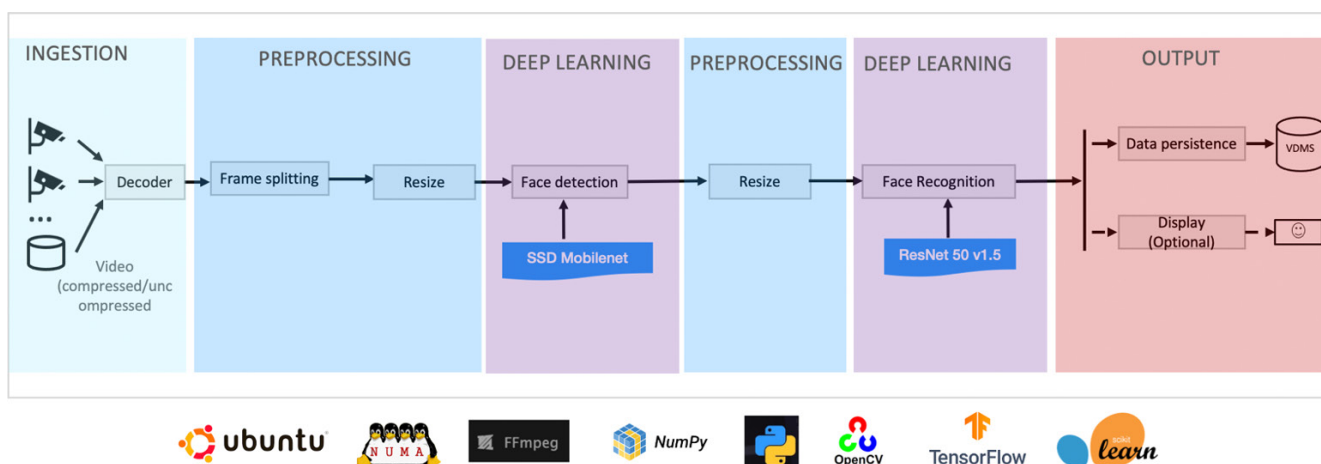 INGESTION
PREPROCESSING
DEEP LEARNING
PREPROCESSING
DEEP LEARNING
OUTPUT
Decoder
Frame splitting
Resize
Face detection
Resize
Face Recognition
Data persistence
VDMS
Display
(Optional)
SSD Mobilenet
ResNet 50 v1.5
...
Video
(compressed/unc
ompressed
ubuntu
NUMA
FFmpeg
NumPy
OpenCV
TensorFlow
scikit
learn